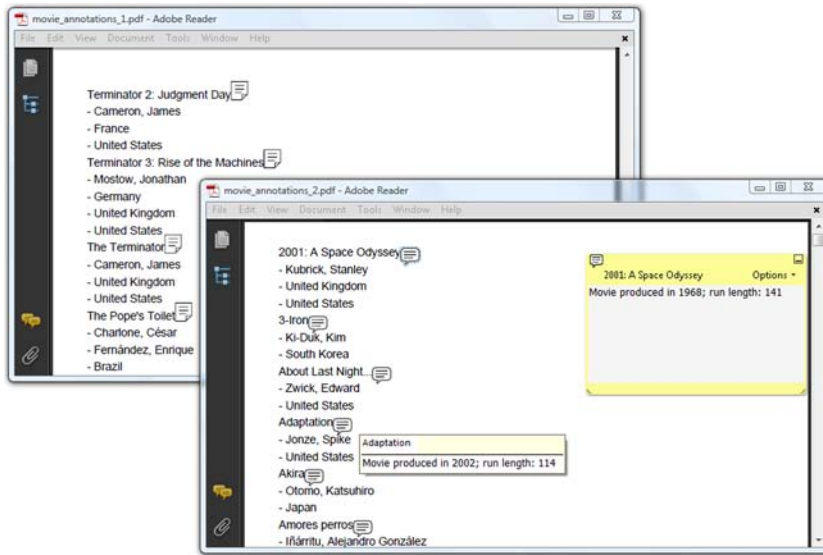 movie_annotations_1.pdf - Adobe Reader
File Edit View Document Tools Window Help
Terminator 2: Judgment Day
- Cameron, James
- France
- United States
Terminator 3: Rise of the Machines
- Mostow, Jonathan
- Germany
- United Kingdom
- United States
The Terminator
- Cameron, James
- United Kingdom
- United States
The Pope's Toilet
- Charlone, César
- Fernández, Enrique
- Brazil
movie_annotations_2.pdf - Adobe Reader
File Edit View Document Tools Window Help
2001: A Space Odyssey
- Kubrick, Stanley
- United Kingdom
- United States
3-Iron
- Ki-Duk, Kim
- South Korea
About Last Night...
- Zwick, Edward
- United States
Adaptation
- Jonze, Spike
- United States
Akira
- Otomo, Katsuhiro
- Japan
Amores perros
- Iñárritu, Alejandro González
2001: A Space Odyssey Options
Movie produced in 1968; run length: 141
Adaptation
Movie produced in 2002; run length: 114